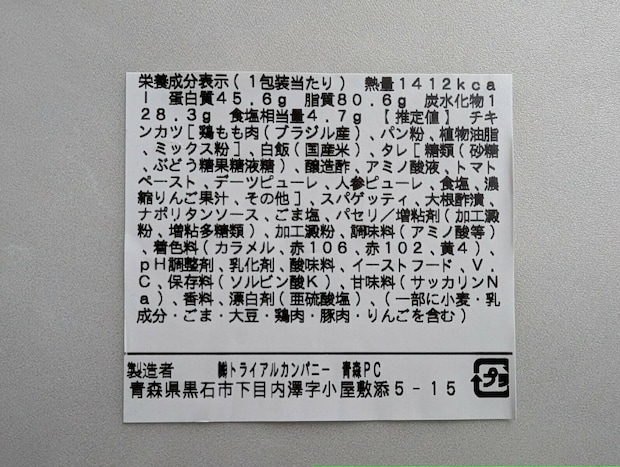 栄養成分表示(1包装当たり) 熱量1412kca
l 蛋白質45.6g 脂質80.6g 炭水化物1
28.3g 食塩相当量4.7g【推定値】チキ
ンカツ[鶏もも肉(ブラジル産)、パン粉、植物油脂
、ミックス粉]、白飯(国産米)、タレ[糖類(砂糖
、ぶどう糖果糖液糖)、醸造酢、アミノ酸液、トマト
ペースト、デーツピューレ、人参ピューレ、食塩、濃
縮りんご果汁、その他]、スパゲッティ、大根酢漬、
ナポリタンソース、ごま塩、パセリ/増粘剤(加工澱
粉、増粘多糖類)、加工澱粉、調味料(アミノ酸等)
、着色料(カラメル、赤106、赤102、黄4)、
pH調整剤、乳化剤、酸味料、イーストフード、V.
C、保存料(ソルビン酸K)、甘味料(サッカリンN
a)、香料、漂白剤(亜硫酸塩)、(一部に小麦・乳
成分・ごま・大豆・鶏肉・豚肉・りんごを含む)
製造者 ㈱トライアルカンパニー 青森PC
青森県黒石市下目内澤字小屋敷添5-15
プラ